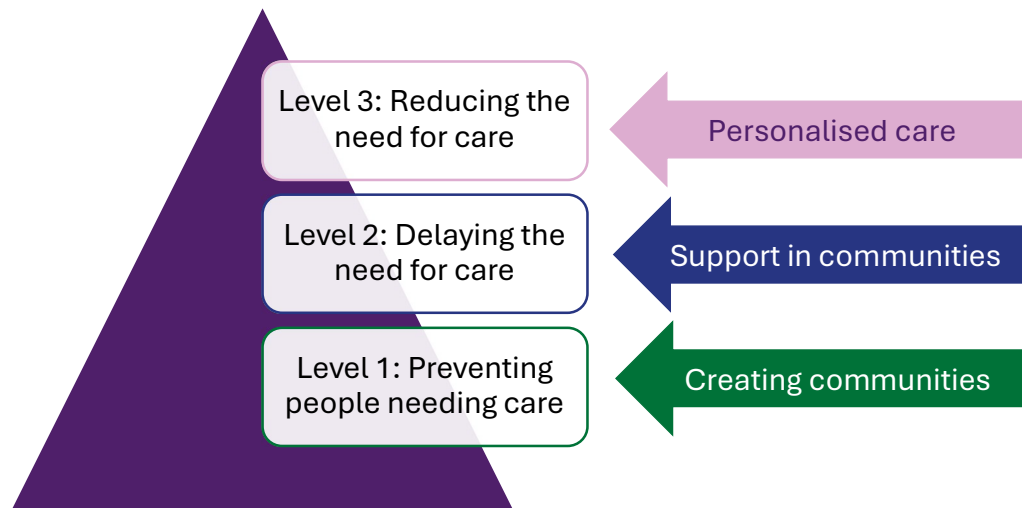 Level 3: Reducing the
need for care
Personalised care
Level 2: Delaying the
need for care
Support in communities
Level 1: Preventing
people needing care
Creating communities